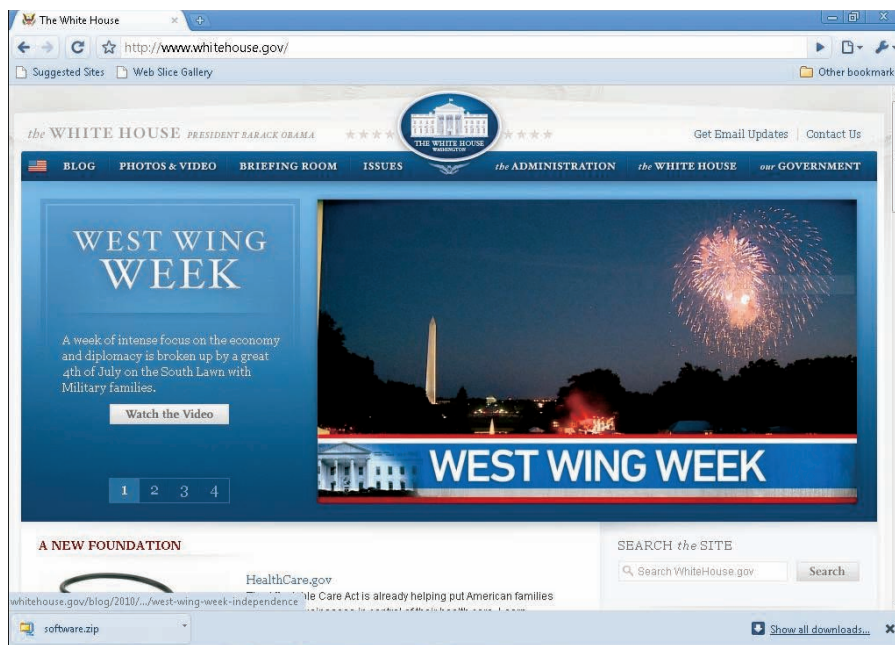 The White House
http://www.whitehouse.gov/
Suggested Sites Web Slice Gallery Other bookmark
the WHITE HOUSE PRESIDENT BARACK OBAMA
THE WHITE HOUSE
WASHINGTON
Get Email Updates Contact Us
BLOG PHOTOS & VIDEO BRIEFING ROOM ISSUES the ADMINISTRATION the WHITE HOUSE our GOVERNMENT
WEST WING
WEEK
A week of intense focus on the economy
and diplomacy is broken up by a great
4th of July on the South Lawn with
Military families.
Watch the Video
1 2 3 4
WEST WING WEEK
A NEW FOUNDATION
HealthCare.gov
Care Act is already helping put American families
SEARCH the SITE
Search WhiteHouse.gov Search
whitehouse.gov/blog/2010/.../west-wing-week-independence
software.zip
Show all downloads...